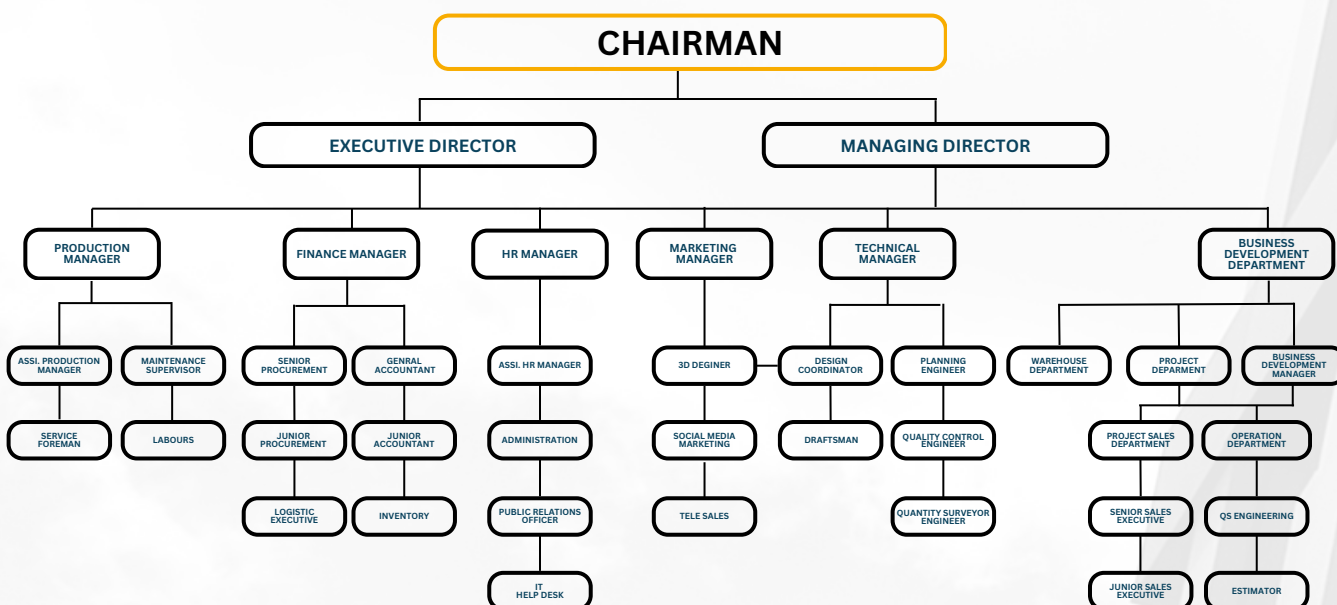 CHAIRMAN
EXECUTIVE DIRECTOR
MANAGING DIRECTOR
PRODUCTION
MANAGER
FINANCE MANAGER
HR MANAGER
MARKETING
MANAGER
TECHNICAL
MANAGER
BUSINESS
DEVELOPMENT
DEPARTMENT
ASSI. PRODUCTION
MANAGER
MAINTENANCE
SUPERVISOR
SENIOR
PROCUREMENT
GENRAL
ACCOUNTANT
ASSI. HR MANAGER
3D DEGINER
DESIGN
COORDINATOR
PLANNING
ENGINEER
WAREHOUSE
DEPARTMENT
PROJECT
DEPARMENT
BUSINESS
DEVELOPMENT
MANAGER
SERVICE
FOREMAN
LABOURS
JUNIOR
PROCUREMENT
JUNIOR
ACCOUNTANT
ADMINISTRATION
SOCIAL MEDIA
MARKETING
DRAFTSMAN
QUALITY CONTROL
ENGINEER
PROJECT SALES
DEPARTMENT
OPERATION
DEPARTMENT
LOGISTIC
EXECUTIVE
INVENTORY
PUBLIC RELATIONS
OFFICER
TELE SALES
QUANTITY SURVEYOR
ENGINEER
SENIOR SALES
EXECUTIVE
QS ENGINEERING
IT
HELP DESK
JUNIOR SALES
EXECUTIVE
ESTIMATOR